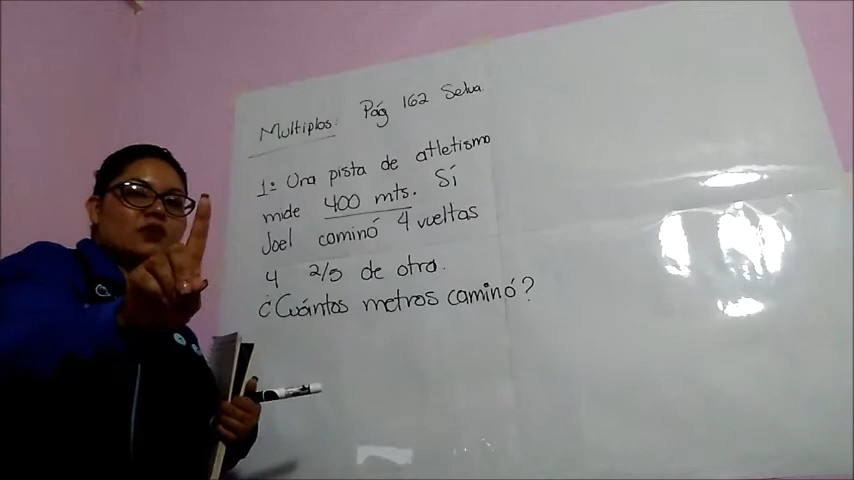 Multiplos: Pág 162 Selva.
1: Una pista de atletismo
mide 400 mts. Sí
Joel caminó 4 vueltas
y 2/5 de otra.
¿Cuántos metros caminó?